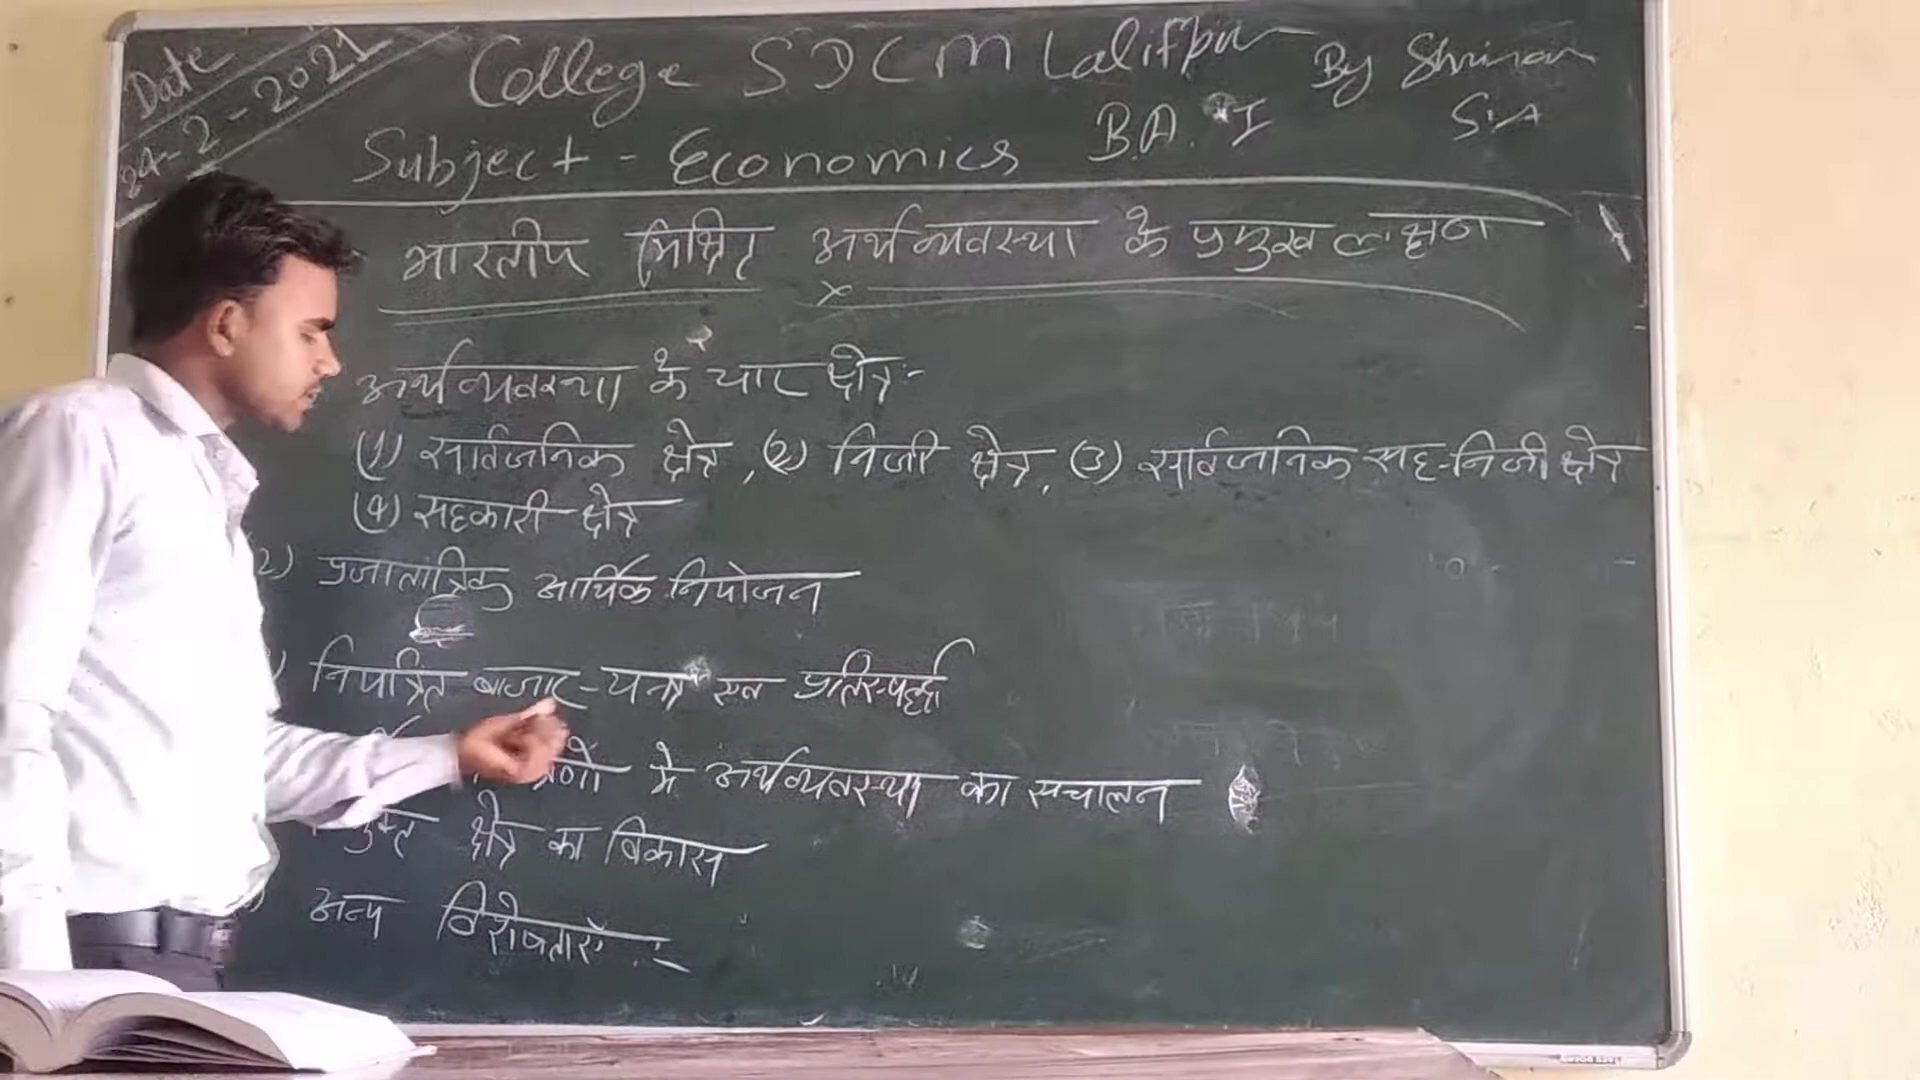 Date
24-2-2021
College SDCM Lalitpur By
B.A. I S.A
Subject - Economics
भारतीय मिश्रित अर्थव्यवस्था के प्रमुख लक्षण
अर्थव्यवस्था के चार क्षेत्र:-
(1) सार्वजनिक क्षेत्र, (2) निजी क्षेत्र, (3) सार्वजनिक सह-निजी क्षेत्र
(4) सहकारी क्षेत्र
2) प्रजातांत्रिक आर्थिक नियोजन
) नियंत्रित बाजार-यन्त्र एवं प्रतिस्पर्द्धा
में अर्थव्यवस्था का संचालन
क्षेत्र का विकास
) अन्य विशेषताएँ :-